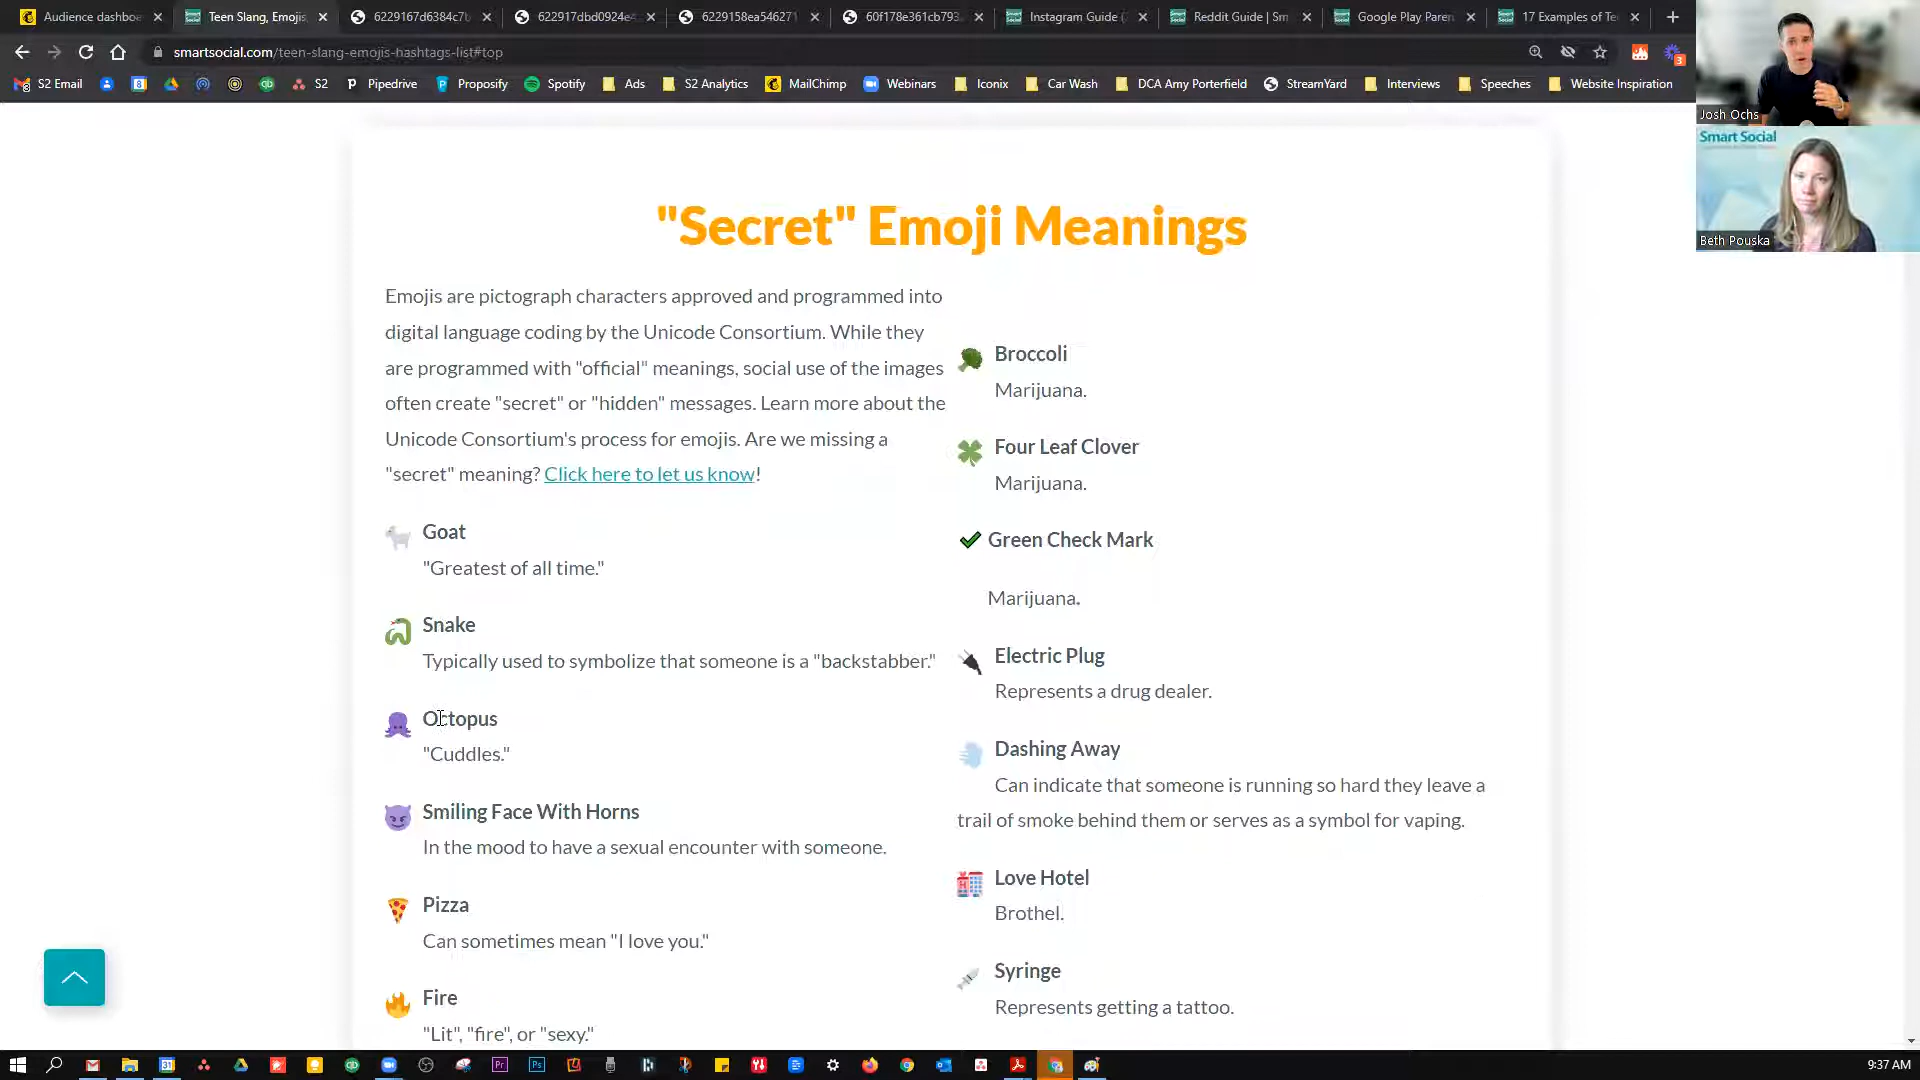 Audience dashboa
Teen Slang, Emojis,
6229167d6384c7b
622917dbd0924e4
6229158ea546271
60f178e361cb793
Instagram Guide (
Reddit Guide | Sm
Google Play Paren
17 Examples of Te
smartsocial.com/teen-slang-emojis-hashtags-list#top
S2 Email
S2
Pipedrive
Proposify
Spotify
Ads
S2 Analytics
MailChimp
Webinars
Iconix
Car Wash
DCA Amy Porterfield
StreamYard
Interviews
Speeches
Website Inspiration
3
Josh Ochs
Smart Social
Beth Pouska
"Secret" Emoji Meanings
Emojis are pictograph characters approved and programmed into
digital language coding by the Unicode Consortium. While they
are programmed with "official" meanings, social use of the images
often create "secret" or "hidden" messages. Learn more about the
Unicode Consortium's process for emojis. Are we missing a
"secret" meaning? Click here to let us know!
Goat
"Greatest of all time."
Snake
Typically used to symbolize that someone is a "backstabber."
Octopus
"Cuddles."
Smiling Face With Horns
In the mood to have a sexual encounter with someone.
Pizza
Can sometimes mean "I love you."
Fire
"Lit", "fire", or "sexy."
Broccoli
Marijuana.
Four Leaf Clover
Marijuana.
Green Check Mark
Marijuana.
Electric Plug
Represents a drug dealer.
Dashing Away
Can indicate that someone is running so hard they leave a
trail of smoke behind them or serves as a symbol for vaping.
Love Hotel
Brothel.
Syringe
Represents getting a tattoo.
9:37 AM